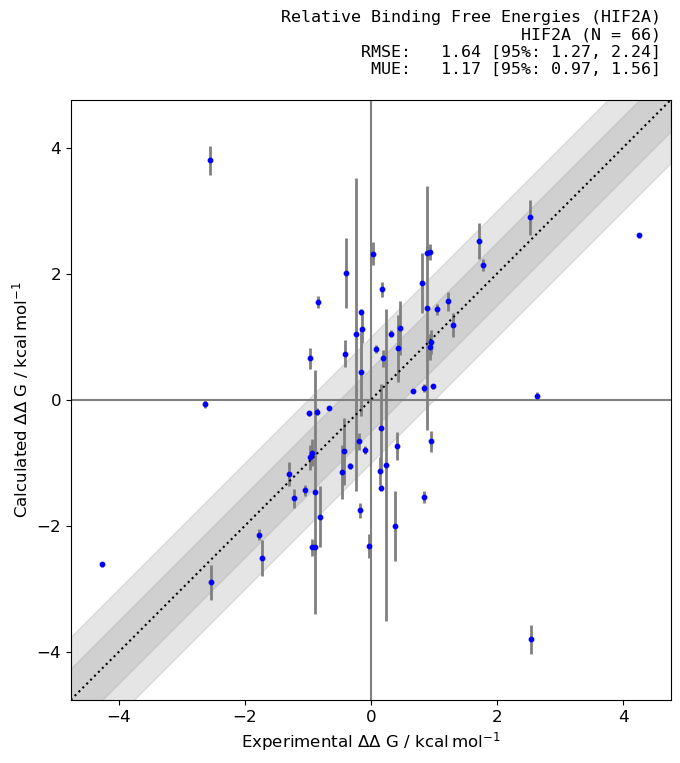 Relative Binding Free Energies (HIF2A)
HIF2A (N = 66)
RMSE: 1.64 [95%: 1.27, 2.24]
MUE: 1.17 [95%: 0.97, 1.56]
4
2
0
−2
−4
Calculated ΔΔ G / kcal mol⁻¹
−4 −2 0 2 4
Experimental ΔΔ G / kcal mol⁻¹